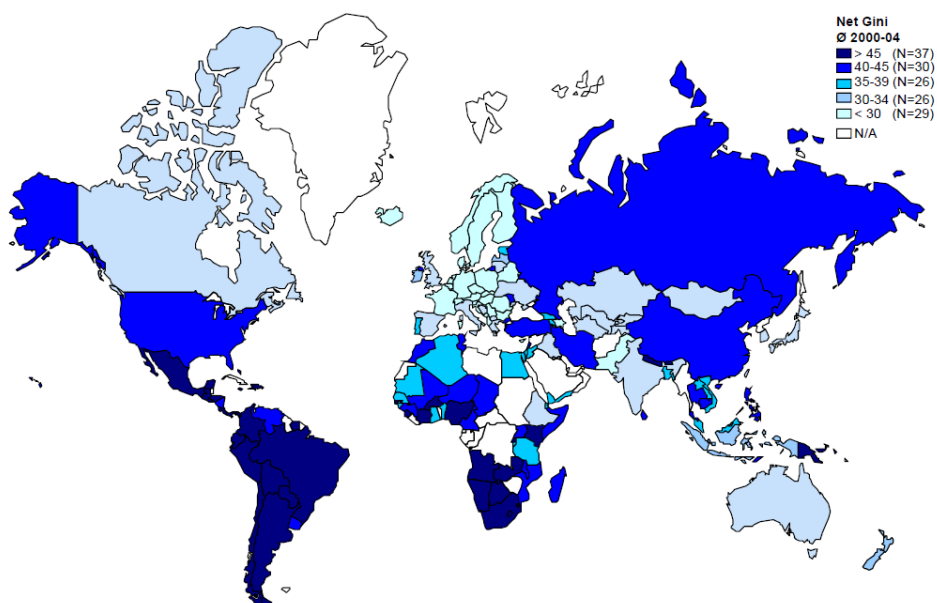 Net Gini
Ø 2000-04
> 45 (N=37)
40-45 (N=30)
35-39 (N=26)
30-34 (N=26)
< 30 (N=29)
N/A